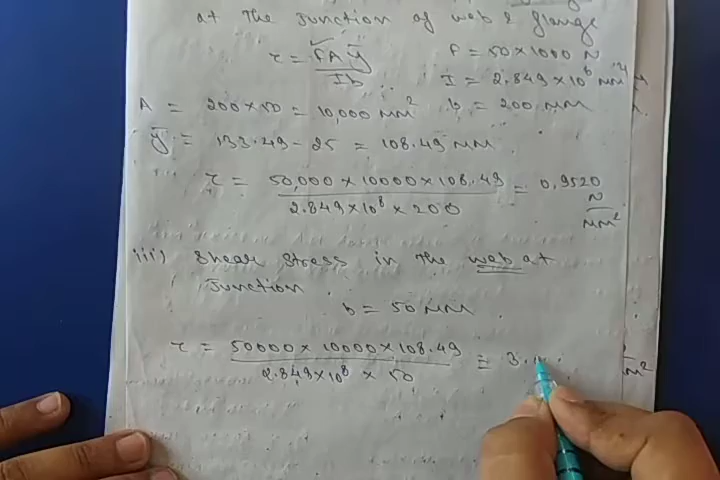 at the Junction of web & flange
τ = FAȳ / Ib F = 50 × 1000 N
I = 2.849 × 10⁶ mm⁴
A = 200 × 50 = 10,000 mm² b = 200 mm
ȳ = 133.49 - 25 = 108.49 mm
τ = 50,000 × 10000 × 108.49 / 2.849 × 10⁸ × 200 = 0.9520 N / mm²
iii) Shear stress in the web at
Junction
b = 50 mm
τ = 50000 × 10000 × 108.49 / 2.849 × 10⁸ × 50 = 3.